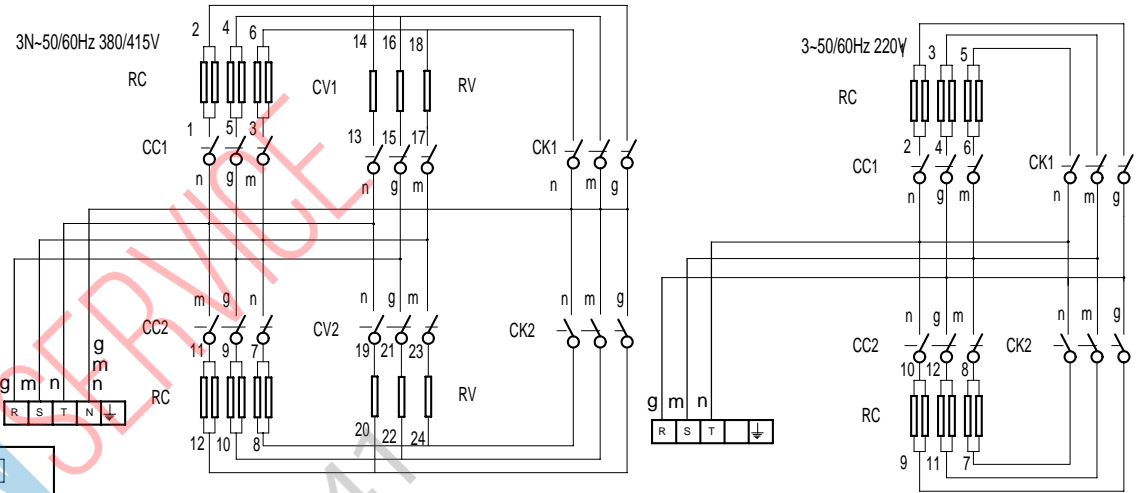 3N~50/60Hz 380/415V
2 4 6
14 16 18
RC CV1 RV
1 5 3
13 15 17
CC1 CK1
n g m
n g m
n m g
m g n
n g m
n m g
CC2 CV2 CK2
11 9 7
19 21 23
RC RV
12 10 8
20 22 24
g
m
g m n n
R S T N
SERVICE
41
3~50/60Hz 220V
3 5
RC
2 4 6
CC1 CK1
n g m
n m g
n g m
n m g
CC2 CK2
10 12 8
RC
9 11 7
g m n
R S T